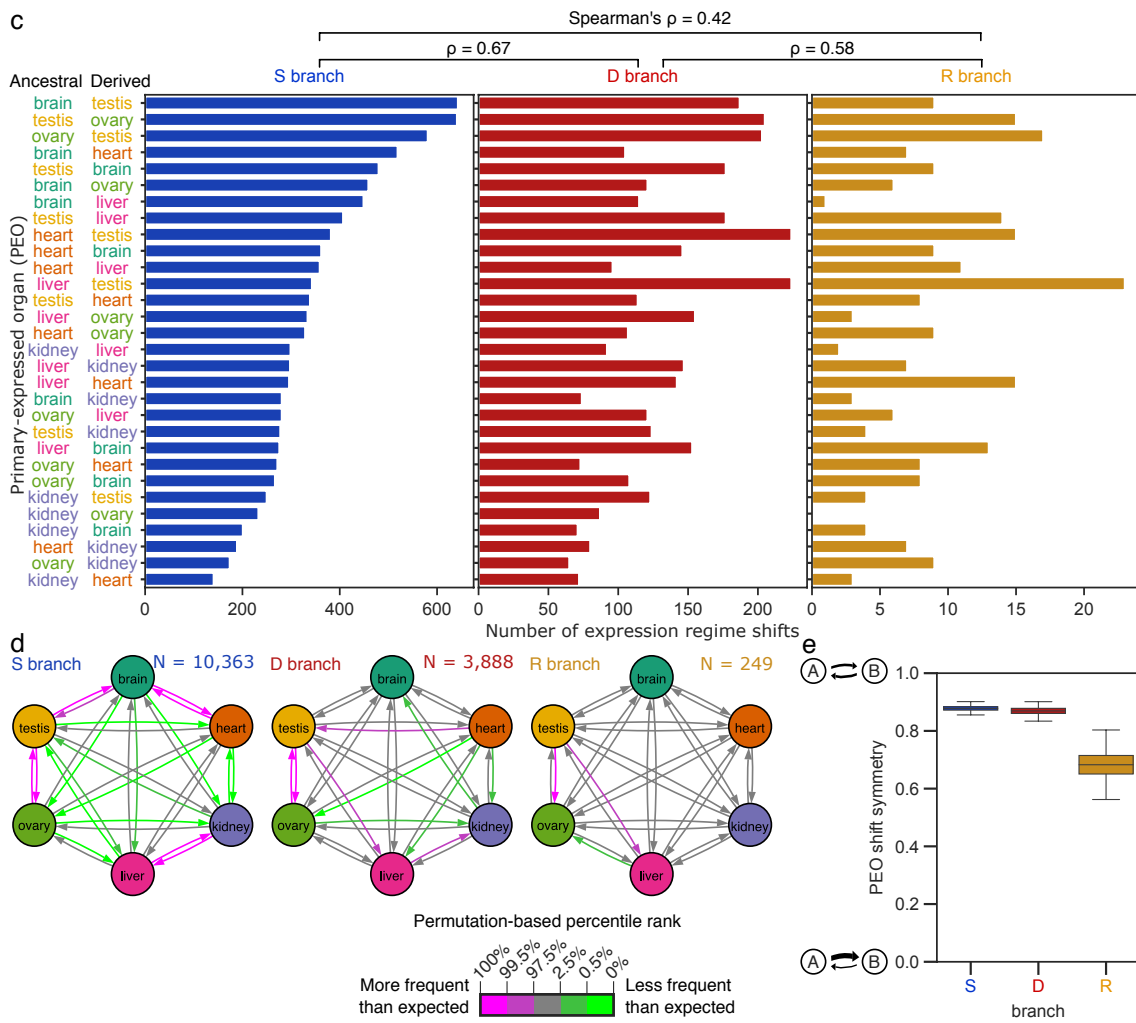 c
Spearman's ρ = 0.42
ρ = 0.67
ρ = 0.58
Ancestral Derived
S branch
D branch
R branch
Primary-expressed organ (PEO)
brain testis
testis ovary
ovary testis
brain heart
testis brain
brain ovary
brain liver
testis liver
heart testis
heart brain
heart liver
liver testis
testis heart
liver ovary
heart ovary
kidney liver
liver kidney
liver heart
brain kidney
ovary liver
testis kidney
liver brain
ovary heart
ovary brain
kidney testis
kidney ovary
kidney brain
heart kidney
ovary kidney
kidney heart
0 200 400 600
0 50 100 150 200
0 5 10 15 20
Number of expression regime shifts
d
S branch
N = 10,363
brain
testis
heart
ovary
kidney
liver
D branch
N = 3,888
brain
testis
heart
ovary
kidney
liver
R branch
N = 249
brain
testis
heart
ovary
kidney
liver
Permutation-based percentile rank
100% 99.5% 97.5% 2.5% 0.5% 0%
More frequent
than expected
Less frequent
than expected
e
A B
A B
PEO shift symmetry
1.0
0.8
0.6
0.4
0.2
0.0
S D R
branch